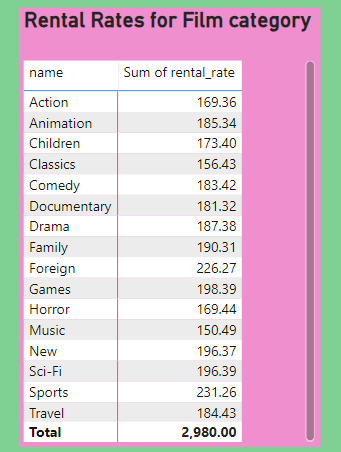 Rental Rates for Film category
name Sum of rental_rate
Action 169.36
Animation 185.34
Children 173.40
Classics 156.43
Comedy 183.42
Documentary 181.32
Drama 187.38
Family 190.31
Foreign 226.27
Games 198.39
Horror 169.44
Music 150.49
New 196.37
Sci-Fi 196.39
Sports 231.26
Travel 184.43
Total 2,980.00